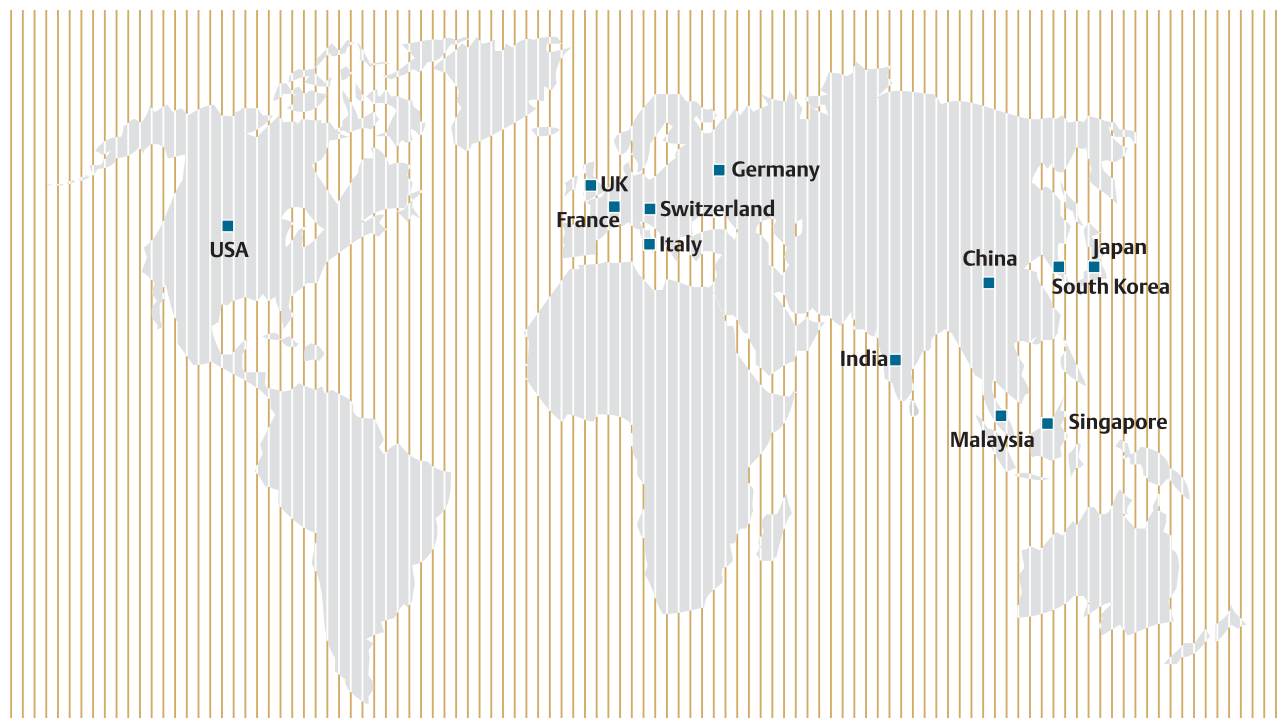 Germany
UK
Switzerland
France
Italy
USA
Japan
China
South Korea
India
Singapore
Malaysia